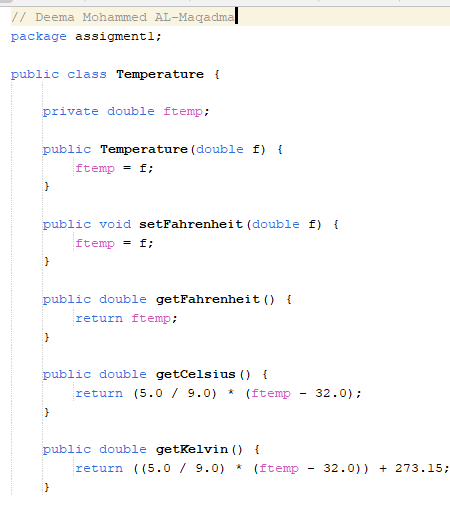 // Deema Mohammed AL-Maqadma
package assigment1;
public class Temperature {
private double ftemp;
public Temperature(double f) {
ftemp = f;
}
public void setFahrenheit(double f) {
ftemp = f;
}
public double getFahrenheit() {
return ftemp;
}
public double getCelsius() {
return (5.0 / 9.0) * (ftemp - 32.0);
}
public double getKelvin() {
return ((5.0 / 9.0) * (ftemp - 32.0)) + 273.15;
}